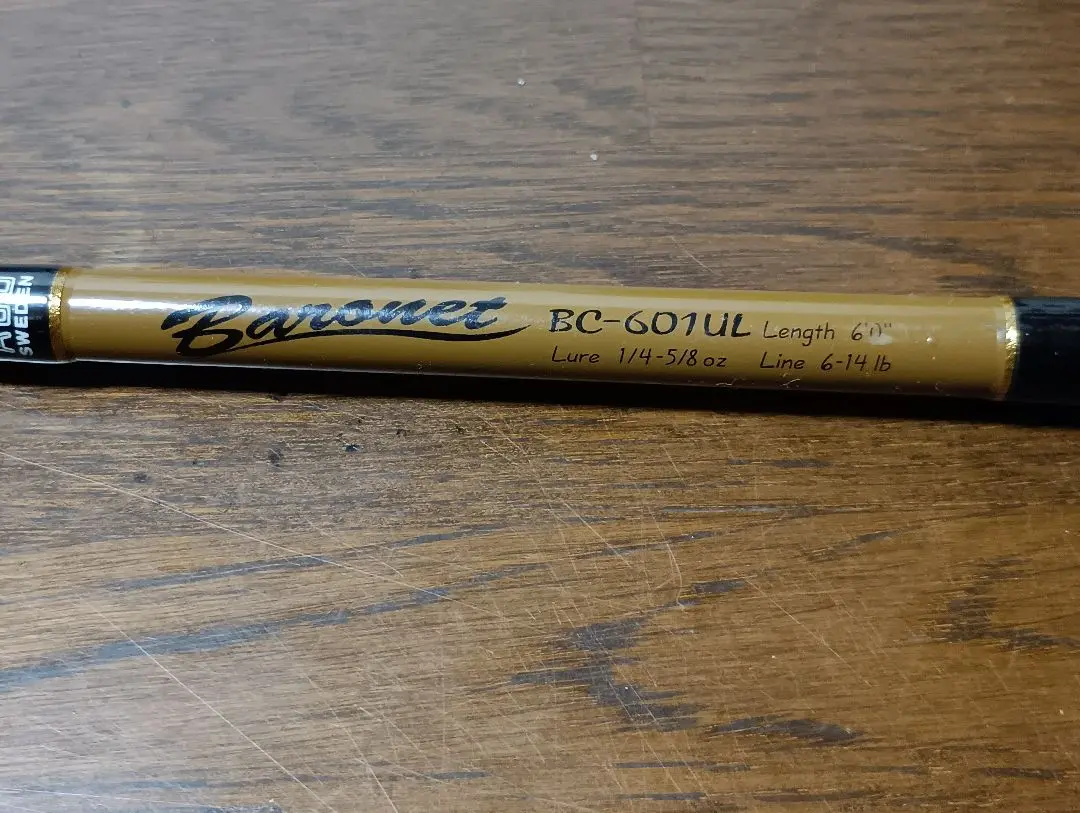 SWEDEN
Baronet
BC-601UL Length 6'0"
Lure 1/4-5/8 oz Line 6-14 lb